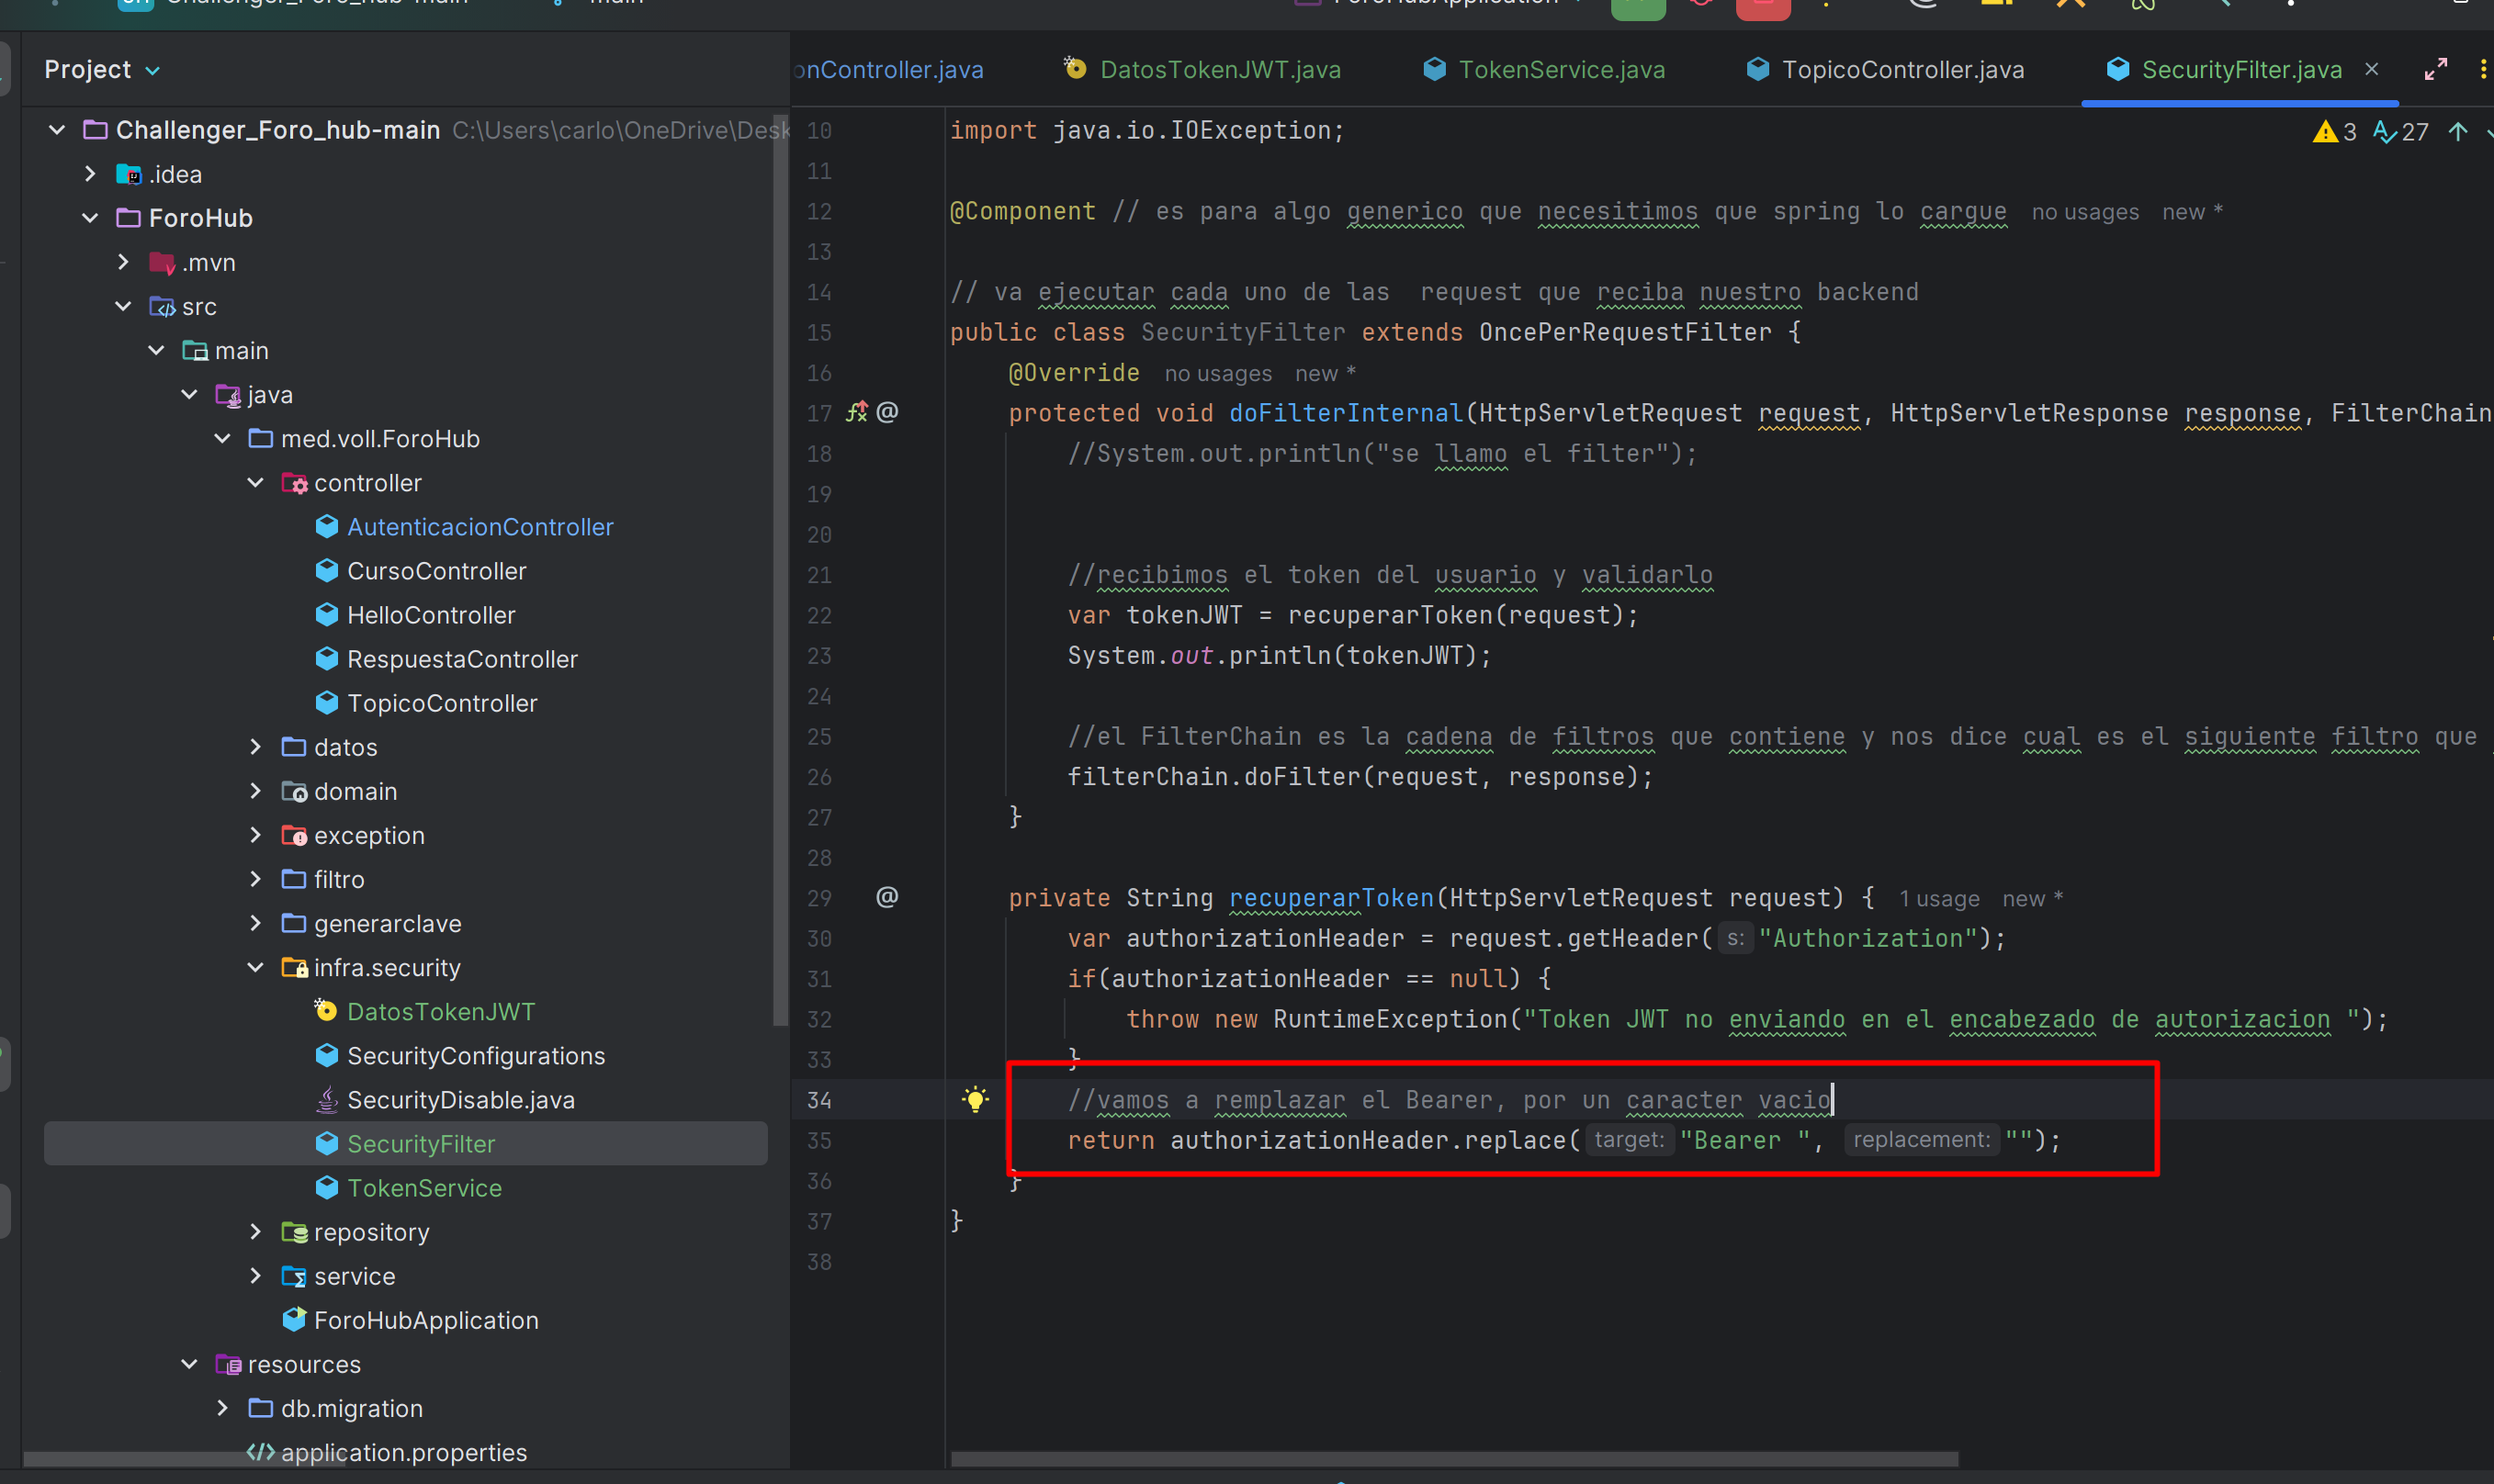 Project
Challenger_Foro_hub-main C:\Users\carlo\OneDrive\Desk
.idea
ForoHub
.mvn
src
main
java
med.voll.ForoHub
controller
AutenticacionController
CursoController
HelloController
RespuestaController
TopicoController
datos
domain
exception
filtro
generarclave
infra.security
DatosTokenJWT
SecurityConfigurations
SecurityDisable.java
SecurityFilter
TokenService
repository
service
ForoHubApplication
resources
db.migration
application.properties
onController.java DatosTokenJWT.java TokenService.java TopicoController.java SecurityFilter.java
3 27
10 import java.io.IOException;
11
12 @Component // es para algo generico que necesitimos que spring lo cargue no usages new *
13
14 // va ejecutar cada uno de las  request que reciba nuestro backend
15 public class SecurityFilter extends OncePerRequestFilter {
16 @Override no usages new *
17 protected void doFilterInternal(HttpServletRequest request, HttpServletResponse response, FilterChain
18 //System.out.println("se llamo el filter");
19
20
21 //recibimos el token del usuario y validarlo
22 var tokenJWT = recuperarToken(request);
23 System.out.println(tokenJWT);
24
25 //el FilterChain es la cadena de filtros que contiene y nos dice cual es el siguiente filtro que
26 filterChain.doFilter(request, response);
27 }
28
29 private String recuperarToken(HttpServletRequest request) { 1 usage new *
30 var authorizationHeader = request.getHeader( s: "Authorization");
31 if(authorizationHeader == null) {
32 throw new RuntimeException("Token JWT no enviando en el encabezado de autorizacion ");
33 }
34 //vamos a remplazar el Bearer, por un caracter vacio
35 return authorizationHeader.replace( target: "Bearer ", replacement: "");
36 }
37 }
38